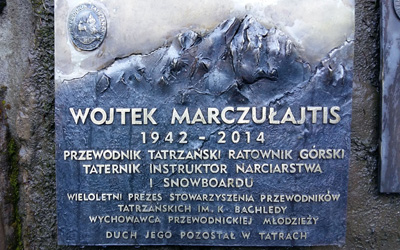 WOJTEK MARCZUŁAJTIS
1942 - 2014
PRZEWODNIK TATRZAŃSKI RATOWNIK GÓRSKI
TATERNIK INSTRUKTOR NARCIARSTWA
I SNOWBOARDU
WIELOLETNI PREZES STOWARZYSZENIA PRZEWODNIKÓW
TATRZAŃSKICH IM. K. BACHLEDY
WYCHOWAWCA PRZEWODNICKIEJ MŁODZIEŻY
DUCH JEGO POZOSTAŁ W TATRACH